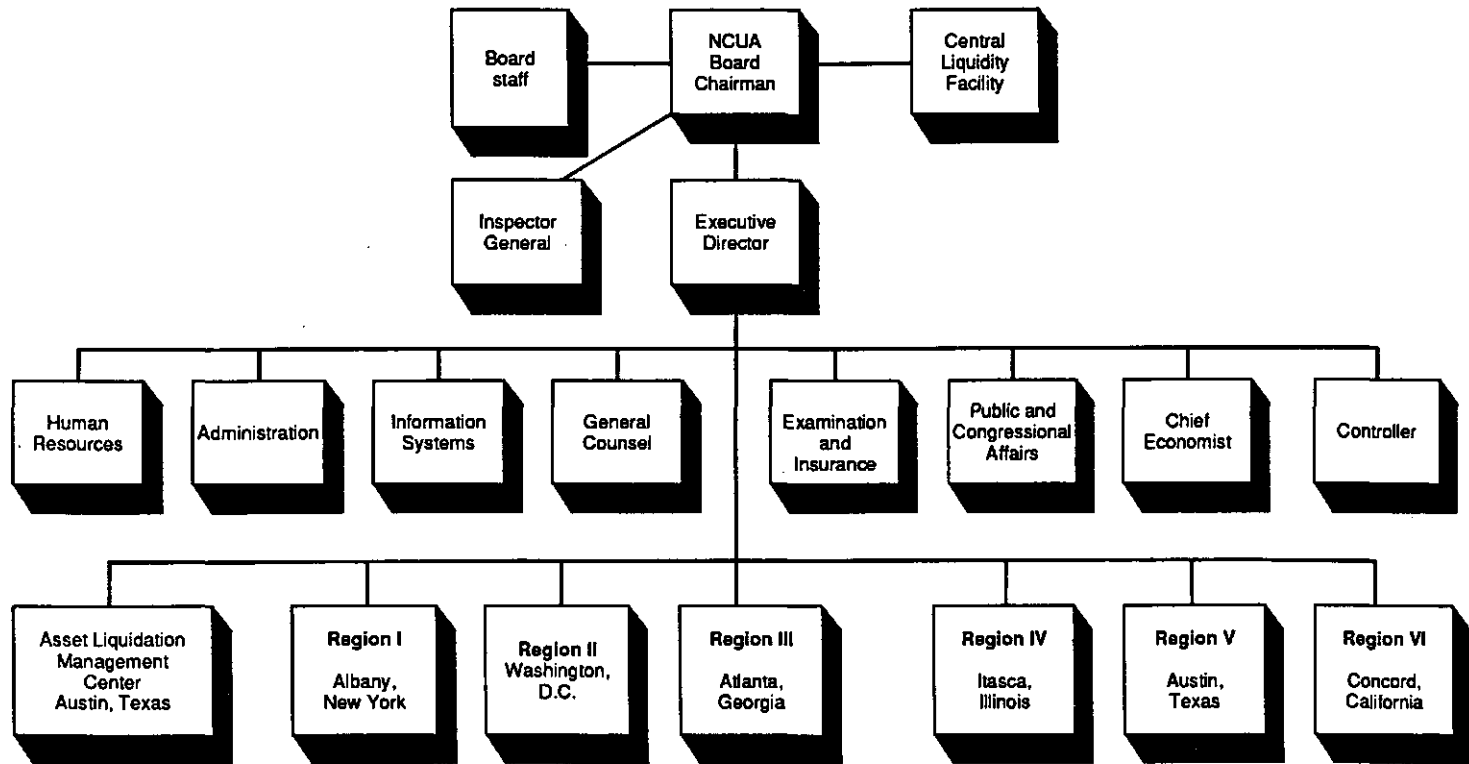 Board
staff
NCUA
Board
Chairman
Central
Liquidity
Facility
Inspector
General
Executive
Director
Human
Resources
Administration
Information
Systems
General
Counsel
Examination
and
Insurance
Public and
Congressional
Affairs
Chief
Economist
Controller
Asset Liquidation
Management
Center
Austin, Texas
Region I
Albany,
New York
Region II
Washington,
D.C.
Region III
Atlanta,
Georgia
Region IV
Itasca,
Illinois
Region V
Austin,
Texas
Region VI
Concord,
California